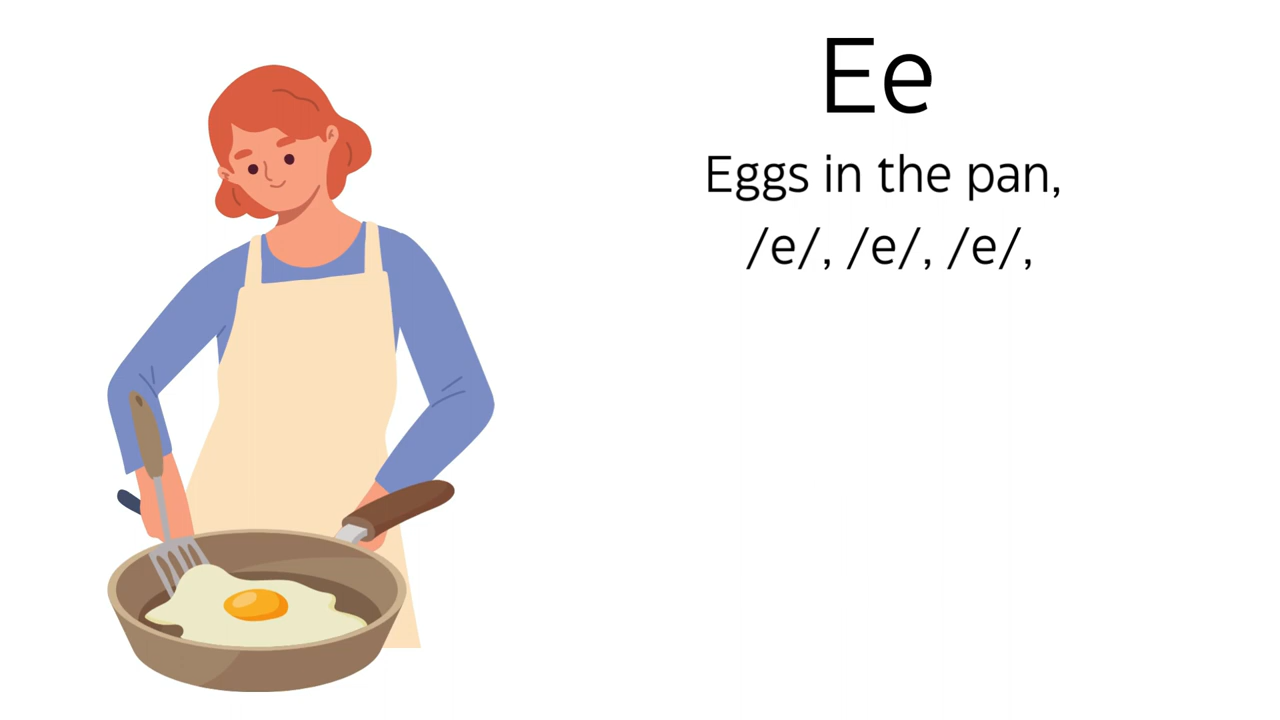 Ee
Eggs in the pan,
/e/, /e/, /e/,